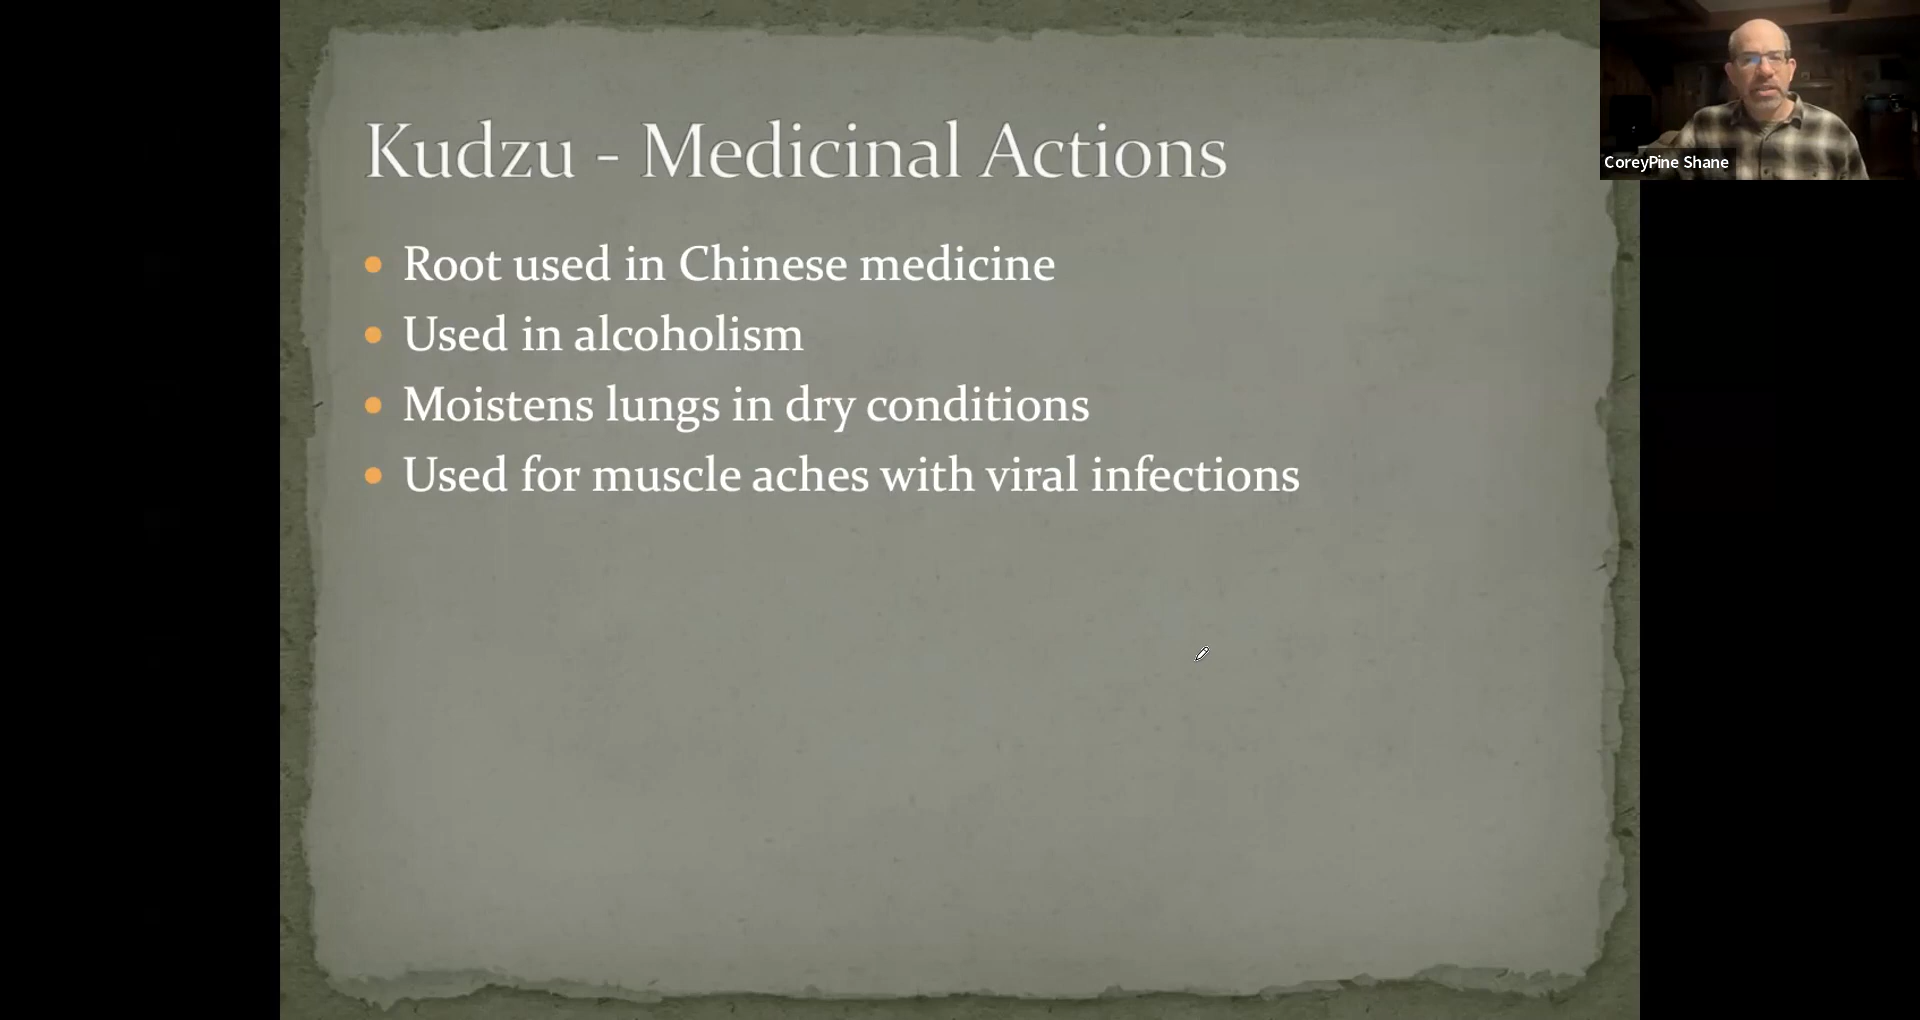 Kudzu - Medicinal Actions
Root used in Chinese medicine
Used in alcoholism
Moistens lungs in dry conditions
Used for muscle aches with viral infections
CoreyPine Shane